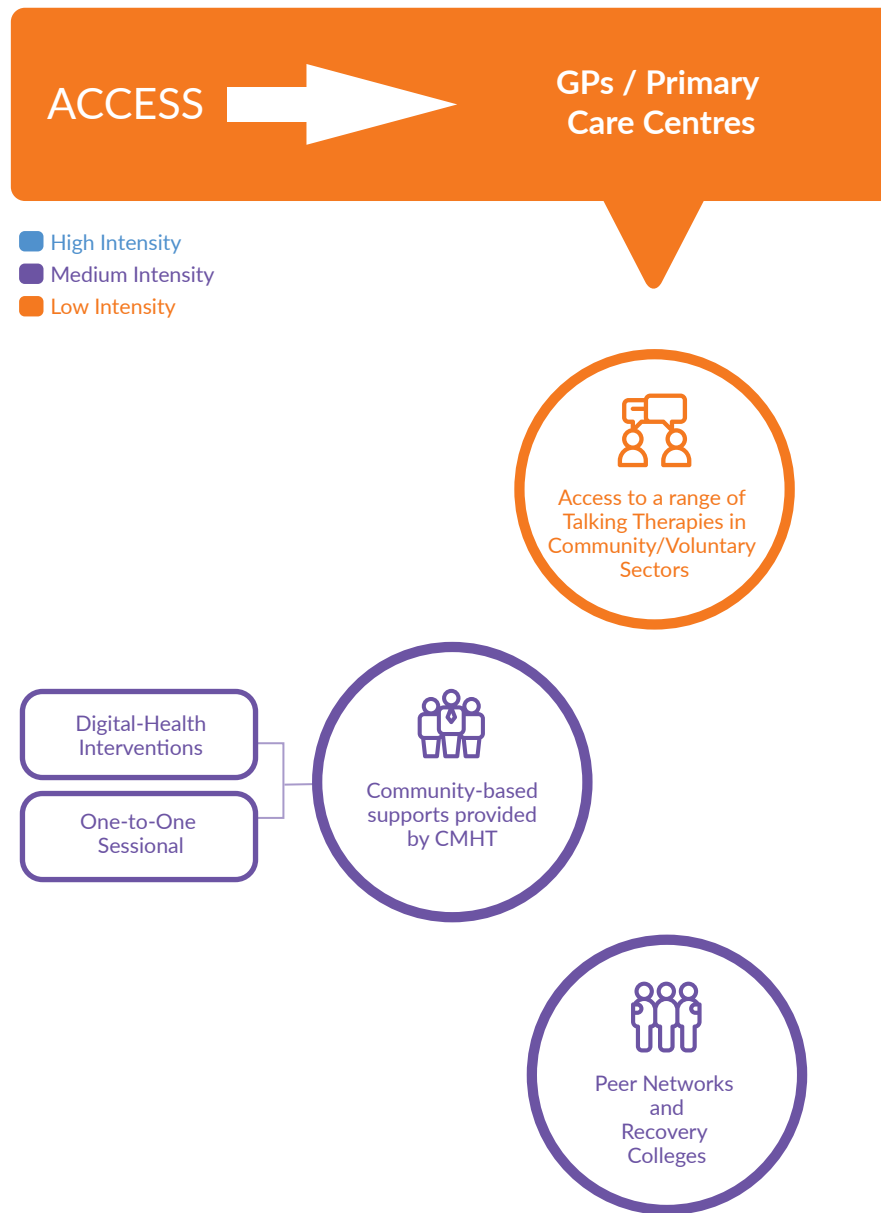 ACCESS
GPs / Primary
Care Centres
High Intensity
Medium Intensity
Low Intensity
Access to a range of
Talking Therapies in
Community/Voluntary
Sectors
Digital-Health
Interventions
One-to-One
Sessional
Community-based
supports provided
by CMHT
Peer Networks
and
Recovery
Colleges